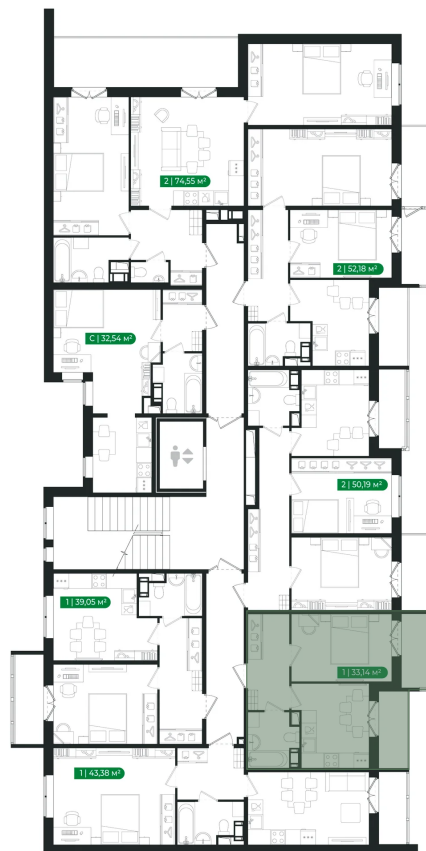 2 | 74,55 м²
2 | 52,18 м²
С | 32,54 м²
2 | 50,19 м²
1 | 39,05 м²
1 | 33,14 м²
1 | 43,38 м²